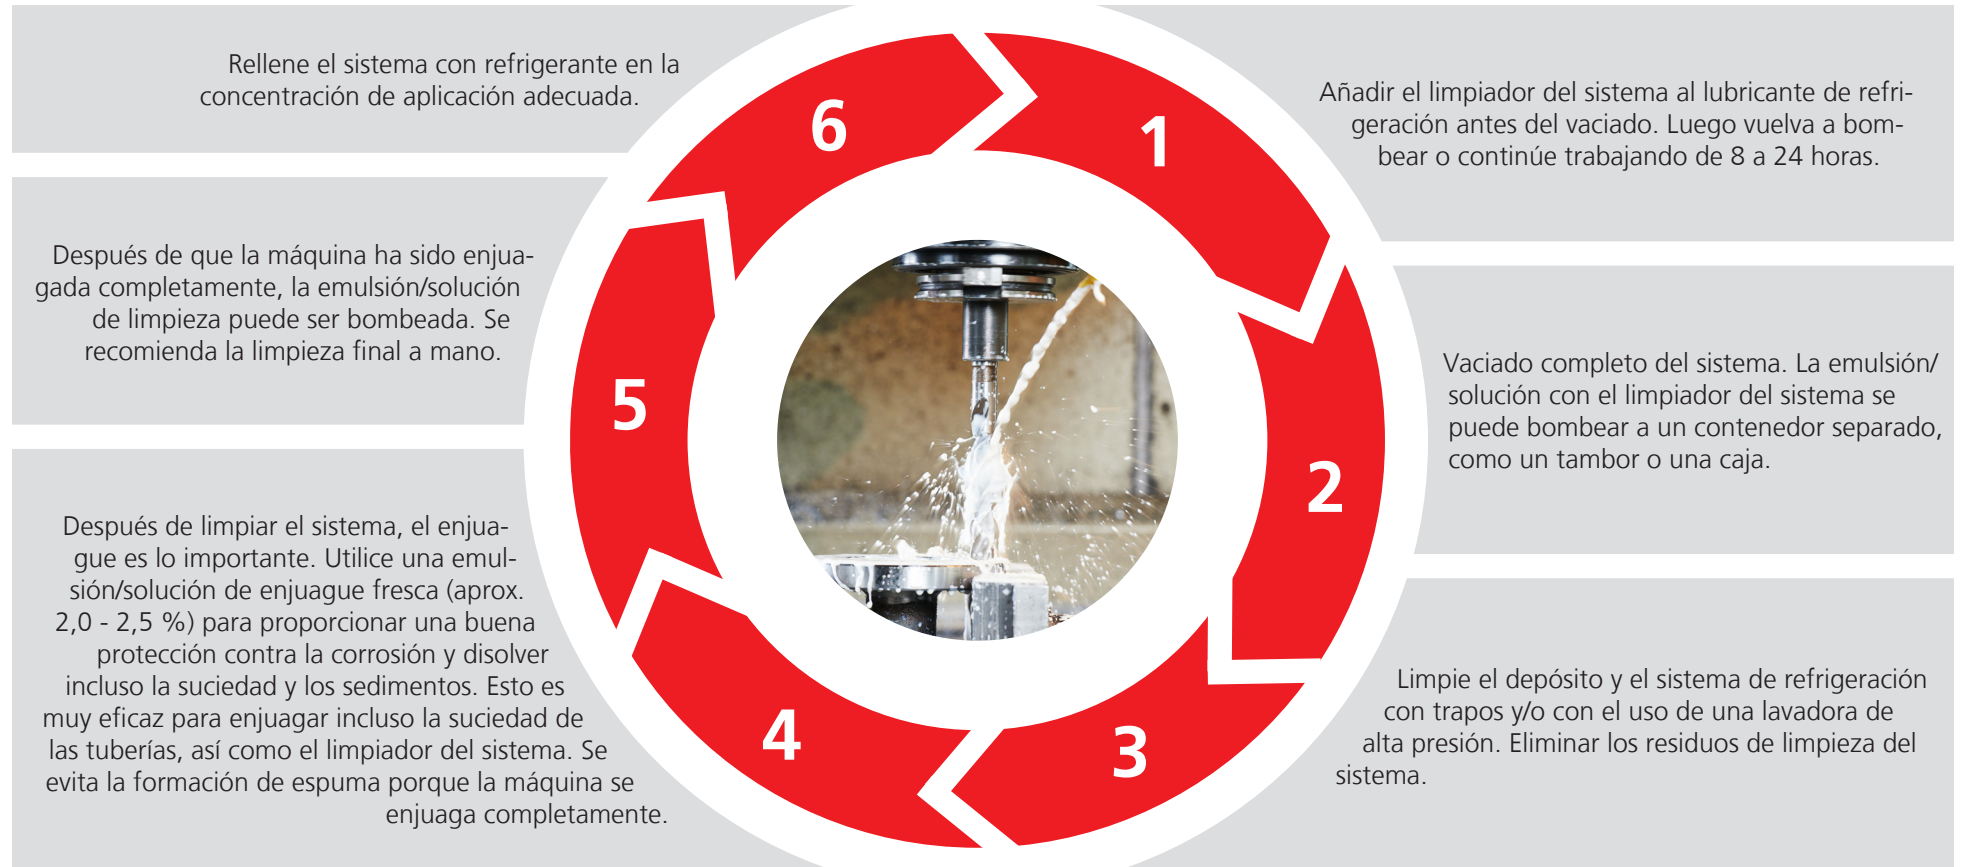 1
Añadir el limpiador del sistema al lubricante de refri-
geración antes del vaciado. Luego vuelva a bom-
bear o continúe trabajando de 8 a 24 horas.
2
Vaciado completo del sistema. La emulsión/
solución con el limpiador del sistema se
puede bombear a un contenedor separado,
como un tambor o una caja.
3
Limpie el depósito y el sistema de refrigeración
con trapos y/o con el uso de una lavadora de
alta presión. Eliminar los residuos de limpieza del
sistema.
4
Después de limpiar el sistema, el enjua-
gue es lo importante. Utilice una emul-
sión/solución de enjuague fresca (aprox.
2,0 - 2,5 %) para proporcionar una buena
protección contra la corrosión y disolver
incluso la suciedad y los sedimentos. Esto es
muy eficaz para enjuagar incluso la suciedad de
las tuberías, así como el limpiador del sistema. Se
evita la formación de espuma porque la máquina se
enjuaga completamente.
5
Después de que la máquina ha sido enjua-
gada completamente, la emulsión/solución
de limpieza puede ser bombeada. Se
recomienda la limpieza final a mano.
6
Rellene el sistema con refrigerante en la
concentración de aplicación adecuada.